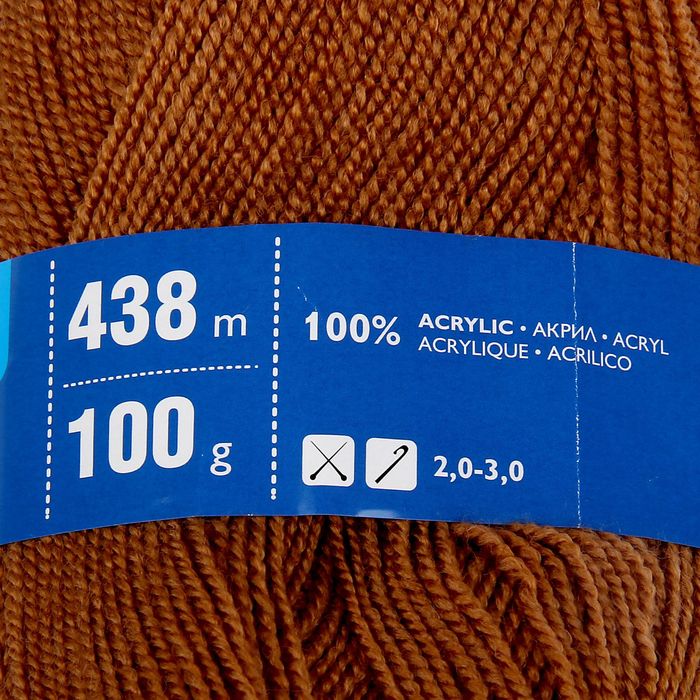 438 m
100 g
100% ACRYLIC • АКРИЛ • ACRYL
ACRYLIQUE • ACRILICO
2,0-3,0